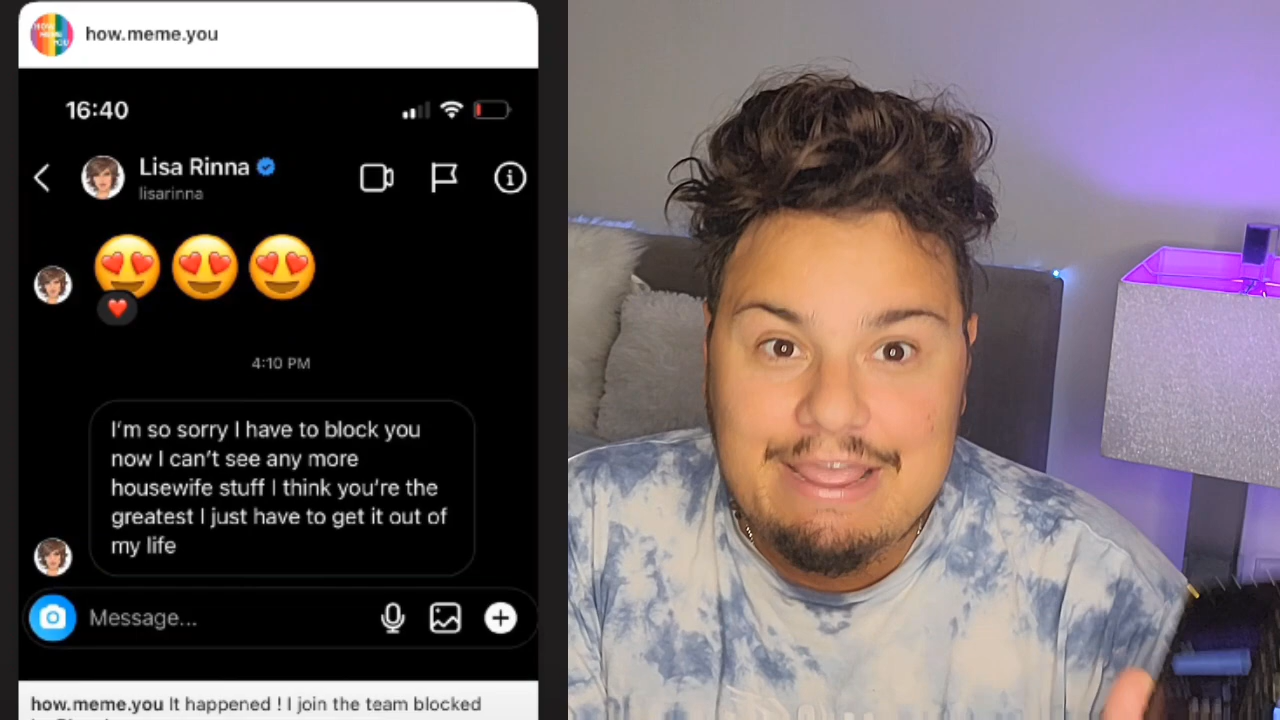 how.meme.you
16:40
Lisa Rinna
lisarinna
4:10 PM
I'm so sorry I have to block you
now I can't see any more
housewife stuff I think you're the
greatest I just have to get it out of
my life
Message...
how.meme.you It happened ! I join the team blocked